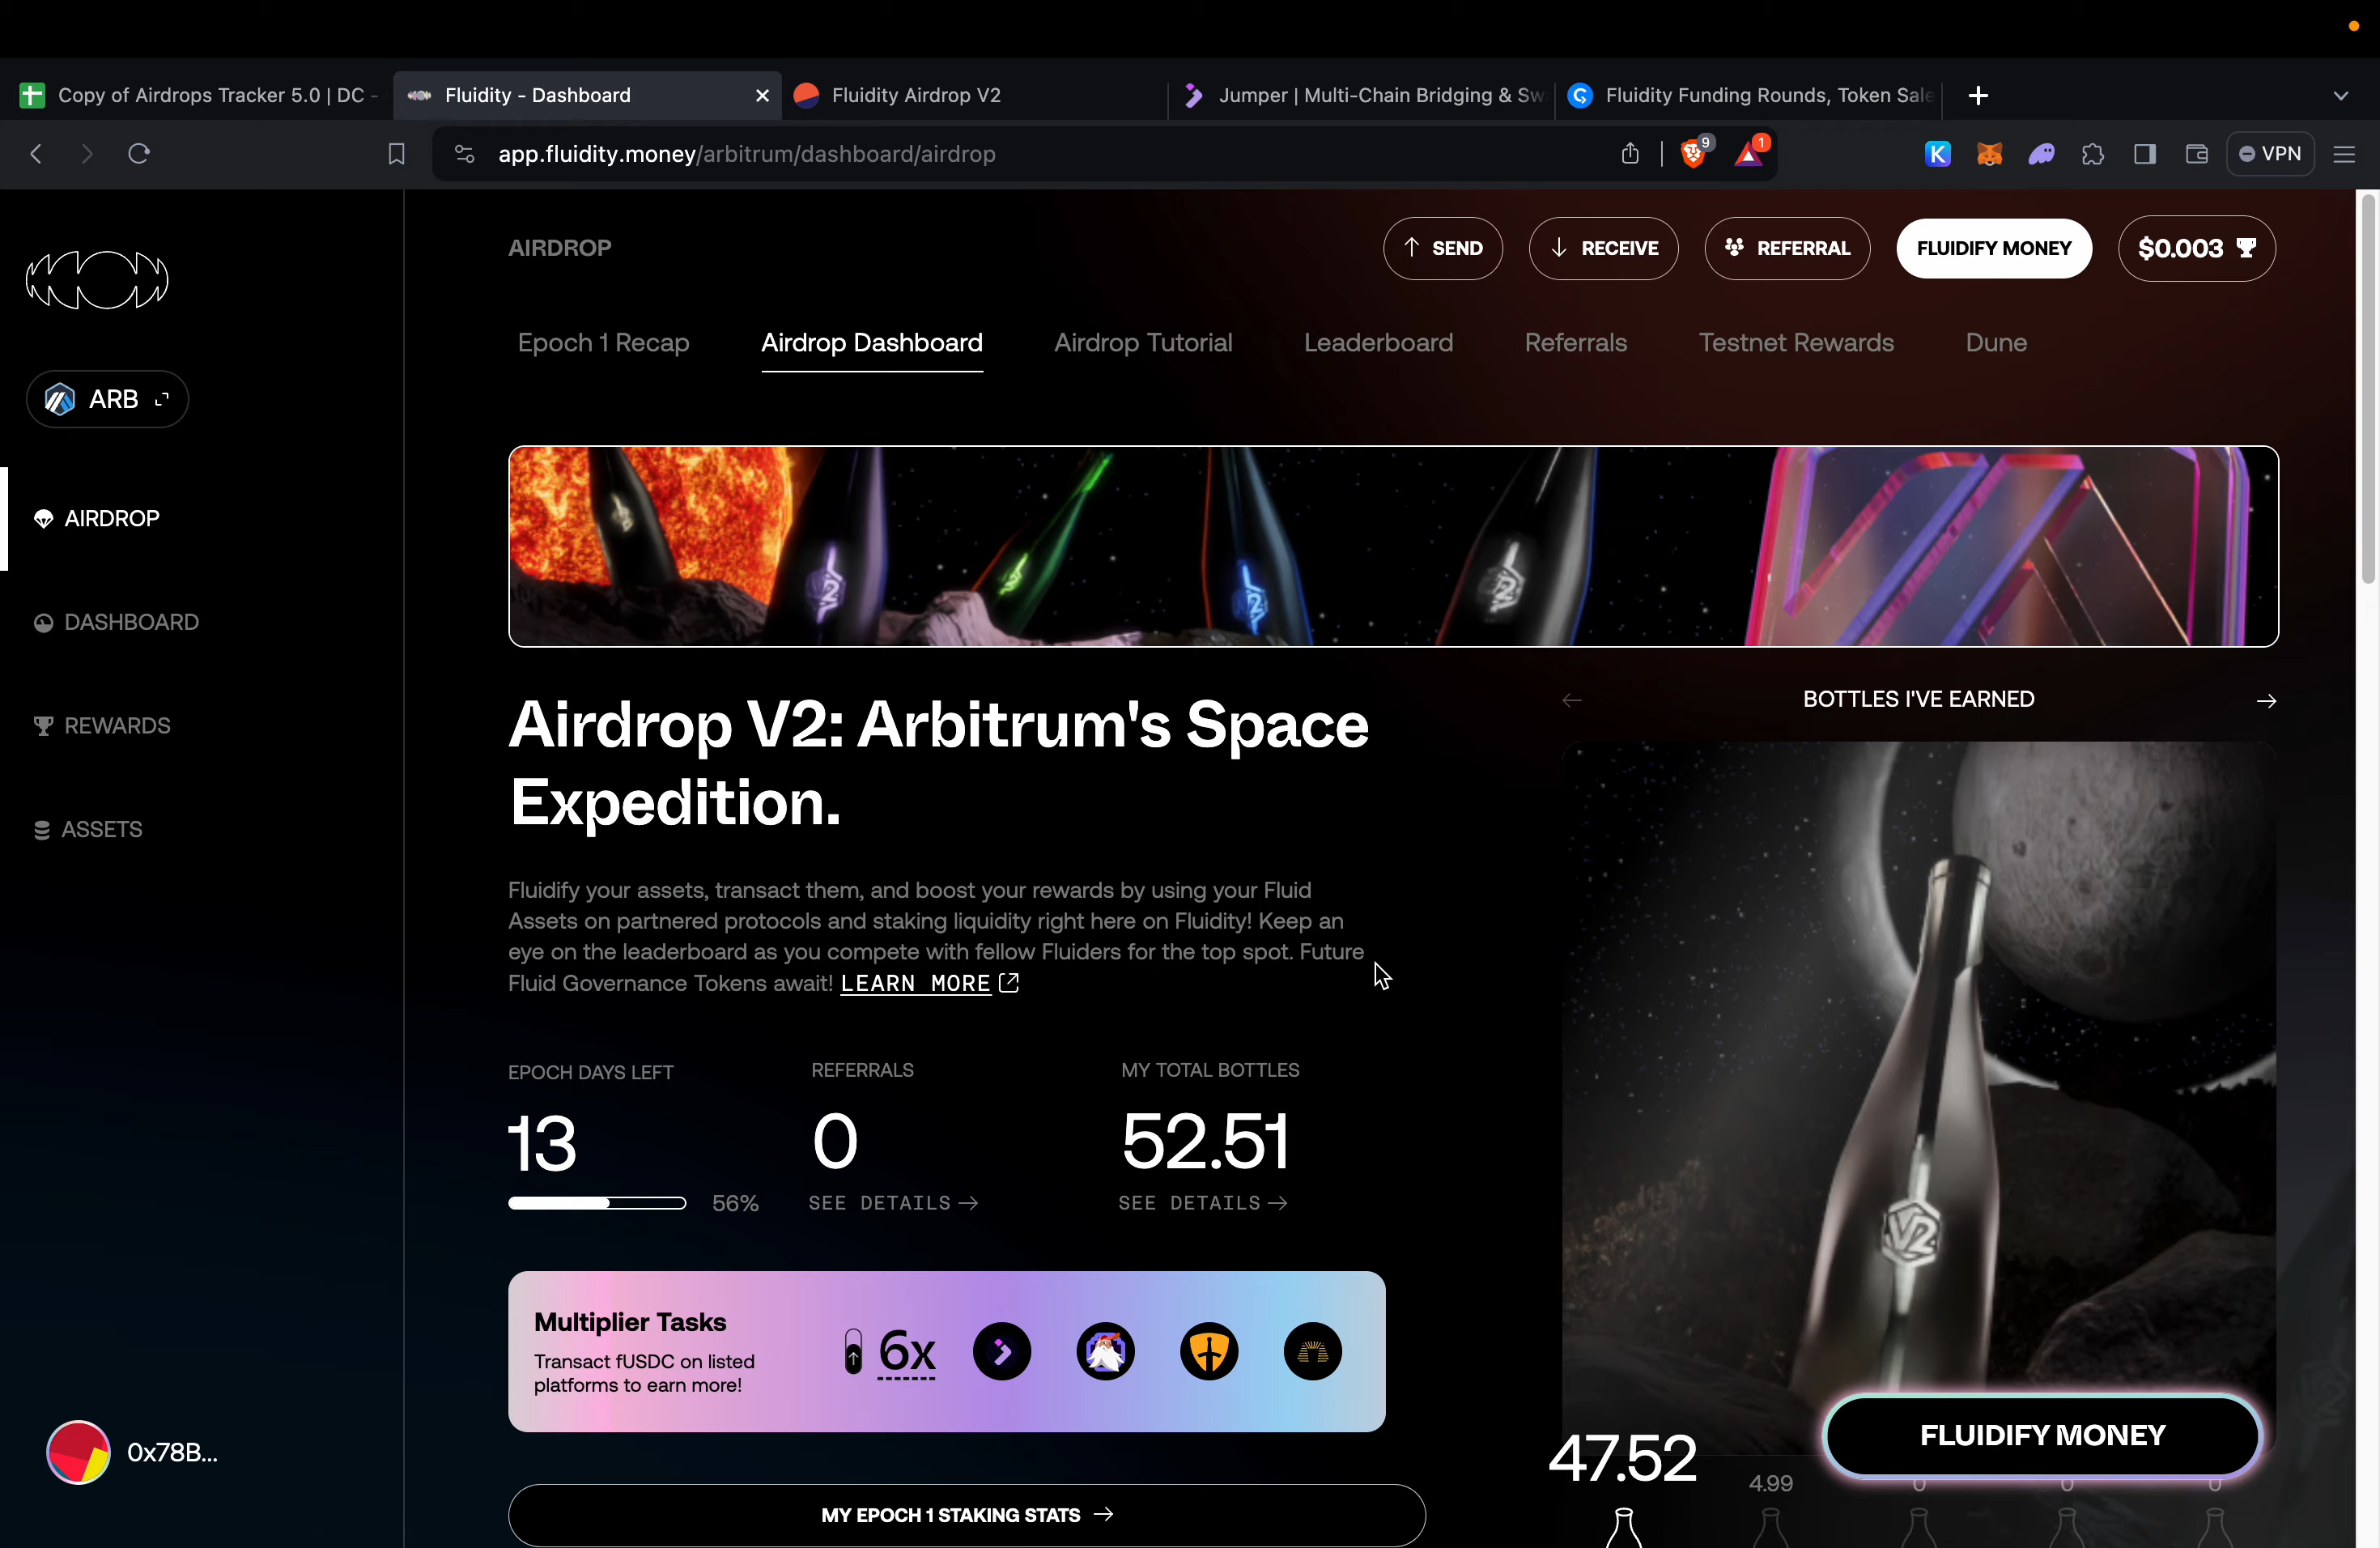 Copy of Airdrops Tracker 5.0 | DC -
Fluidity - Dashboard
Fluidity Airdrop V2
Jumper | Multi-Chain Bridging & Sw
Fluidity Funding Rounds, Token Sale
app.fluidity.money/arbitrum/dashboard/airdrop
9
1
VPN
AIRDROP
SEND
RECEIVE
REFERRAL
FLUIDIFY MONEY
$0.003
Epoch 1 Recap
Airdrop Dashboard
Airdrop Tutorial
Leaderboard
Referrals
Testnet Rewards
Dune
ARB
AIRDROP
DASHBOARD
REWARDS
ASSETS
0x78B...
Airdrop V2: Arbitrum's Space
Expedition.
Fluidify your assets, transact them, and boost your rewards by using your Fluid
Assets on partnered protocols and staking liquidity right here on Fluidity! Keep an
eye on the leaderboard as you compete with fellow Fluiders for the top spot. Future
Fluid Governance Tokens await! LEARN MORE
EPOCH DAYS LEFT
13
56%
REFERRALS
0
SEE DETAILS
MY TOTAL BOTTLES
52.51
SEE DETAILS
Multiplier Tasks
Transact fUSDC on listed
platforms to earn more!
6x
MY EPOCH 1 STAKING STATS
BOTTLES I'VE EARNED
V2
FLUIDIFY MONEY
47.52
4.99